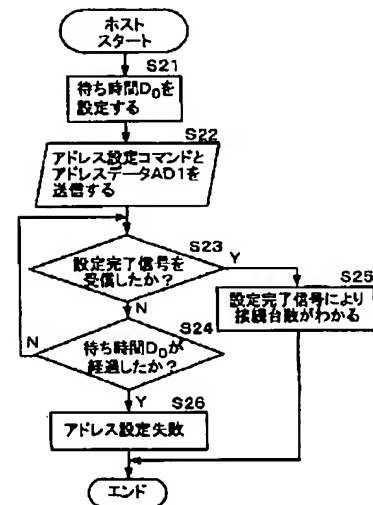 ホスト
スタート
S21
待ち時間D0を
設定する
S22
アドレス設定コマンドと
アドレスデータAD1を
送信する
S23
設定完了信号を
受信したか?
Y
N
S25
設定完了信号により
接続台数がわかる
S24
待ち時間D0が
経過したか?
N
Y
S26
アドレス設定失敗
エンド